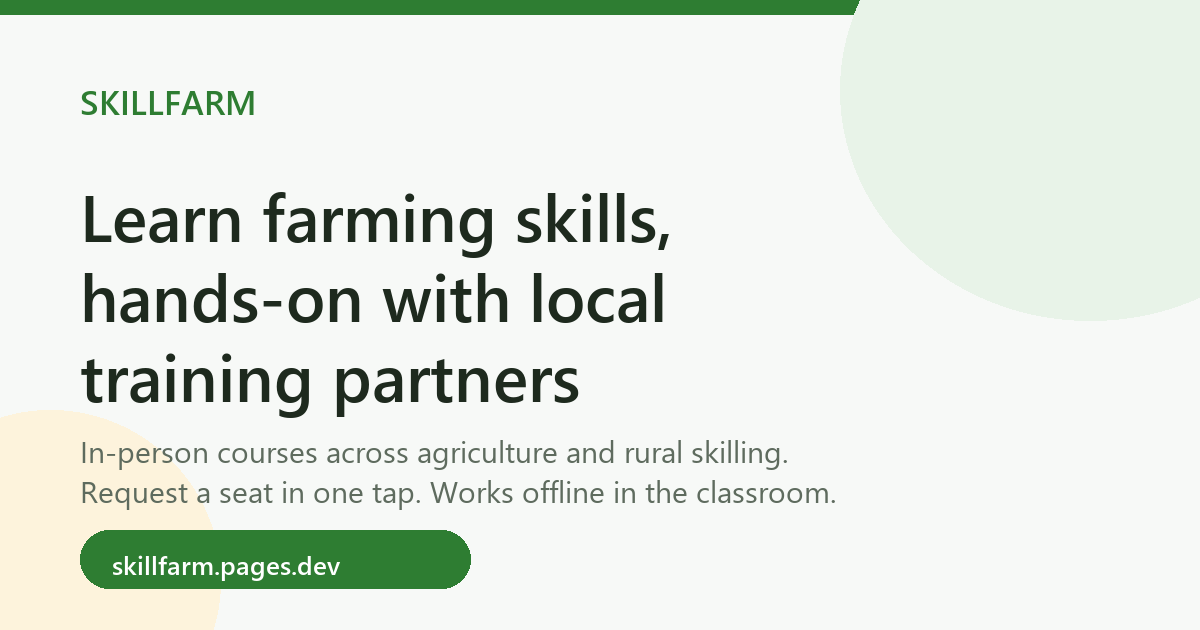 SKILLFARM
Learn farming skills,
hands-on with local
training partners
In-person courses across agriculture and rural skilling.
Request a seat in one tap. Works offline in the classroom.
skillfarm.pages.dev